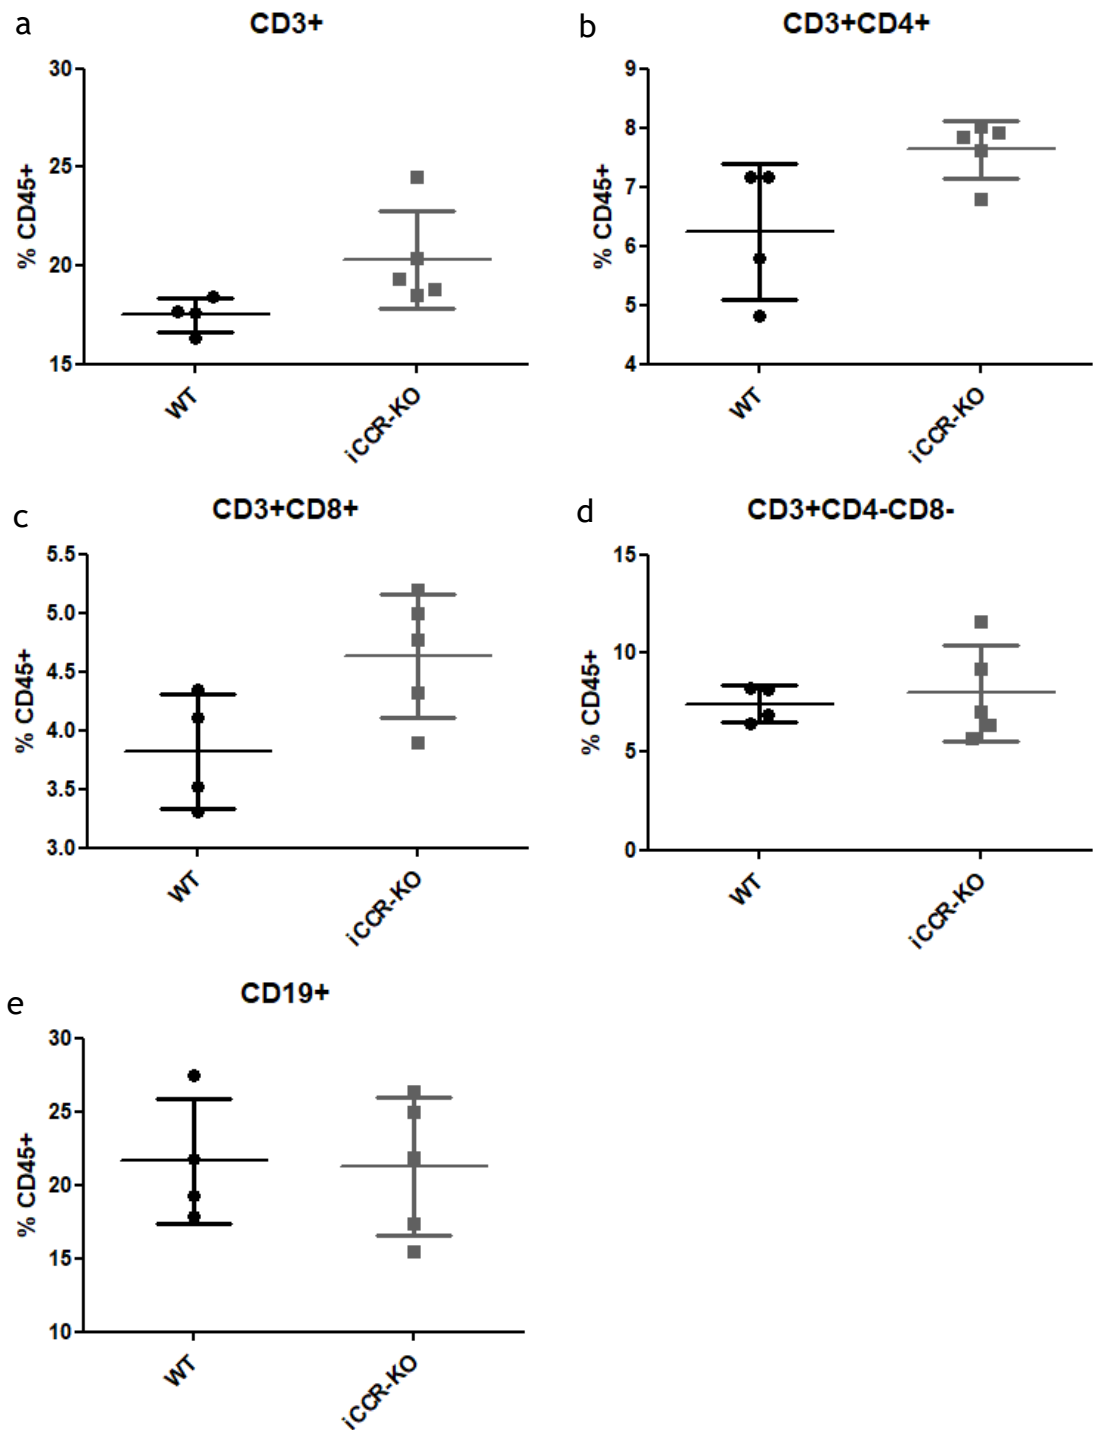 a
CD3+
30
25
20
15
% CD45+
WT
iCCR-KO
b
CD3+CD4+
9
8
7
6
5
4
% CD45+
WT
iCCR-KO
c
CD3+CD8+
5.5
5.0
4.5
4.0
3.5
3.0
% CD45+
WT
iCCR-KO
d
CD3+CD4-CD8-
15
10
5
0
% CD45+
WT
iCCR-KO
e
CD19+
30
25
20
15
10
% CD45+
WT
iCCR-KO